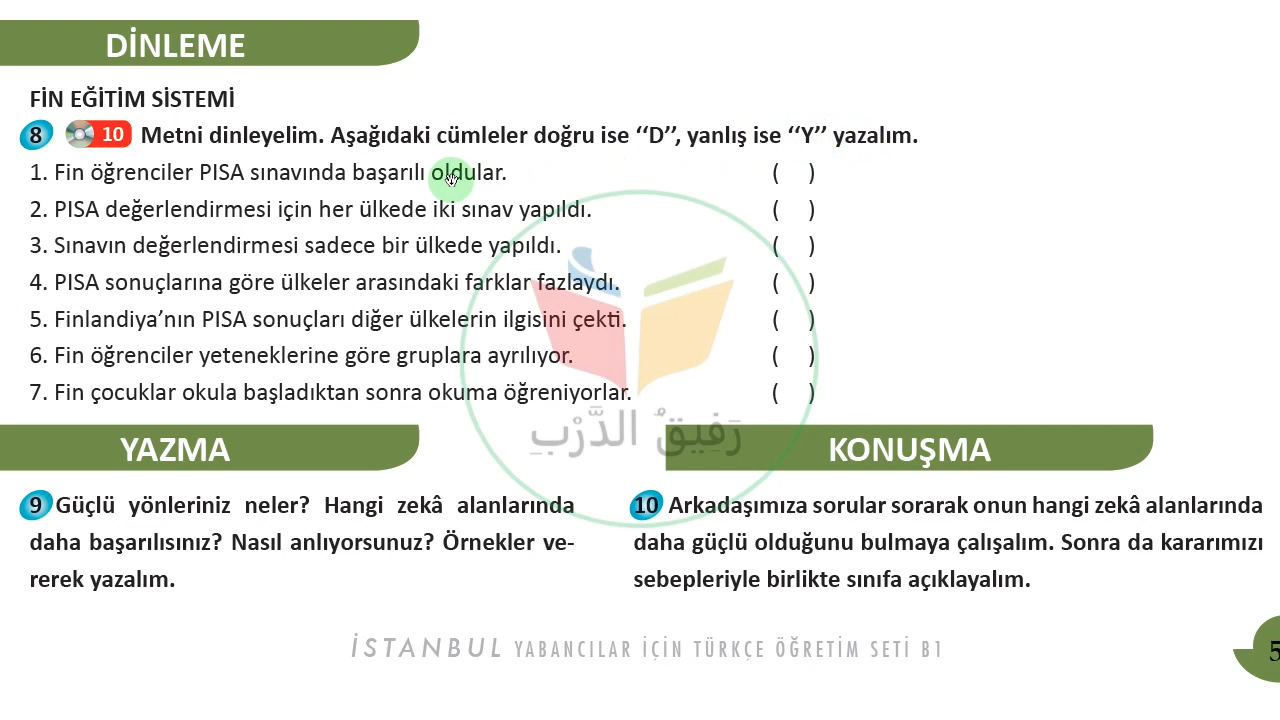 DİNLEME
FİN EĞİTİM SİSTEMİ
8 10 Metni dinleyelim. Aşağıdaki cümleler doğru ise ‘‘D’’, yanlış ise ‘‘Y’’ yazalım.
1. Fin öğrenciler PISA sınavında başarılı oldular. ( )
2. PISA değerlendirmesi için her ülkede iki sınav yapıldı. ( )
3. Sınavın değerlendirmesi sadece bir ülkede yapıldı. ( )
4. PISA sonuçlarına göre ülkeler arasındaki farklar fazlaydı. ( )
5. Finlandiya’nın PISA sonuçları diğer ülkelerin ilgisini çekti. ( )
6. Fin öğrenciler yeteneklerine göre gruplara ayrılıyor. ( )
7. Fin çocuklar okula başladıktan sonra okuma öğreniyorlar. ( )
رَفِيقُ الدَّرْبِ
YAZMA
9 Güçlü yönleriniz neler? Hangi zekâ alanlarında
daha başarılısınız? Nasıl anlıyorsunuz? Örnekler ve-
rerek yazalım.
KONUŞMA
10 Arkadaşımıza sorular sorarak onun hangi zekâ alanlarında
daha güçlü olduğunu bulmaya çalışalım. Sonra da kararımızı
sebepleriyle birlikte sınıfa açıklayalım.
İSTANBUL YABANCILAR İÇİN TÜRKÇE ÖĞRETİM SETİ B1
5